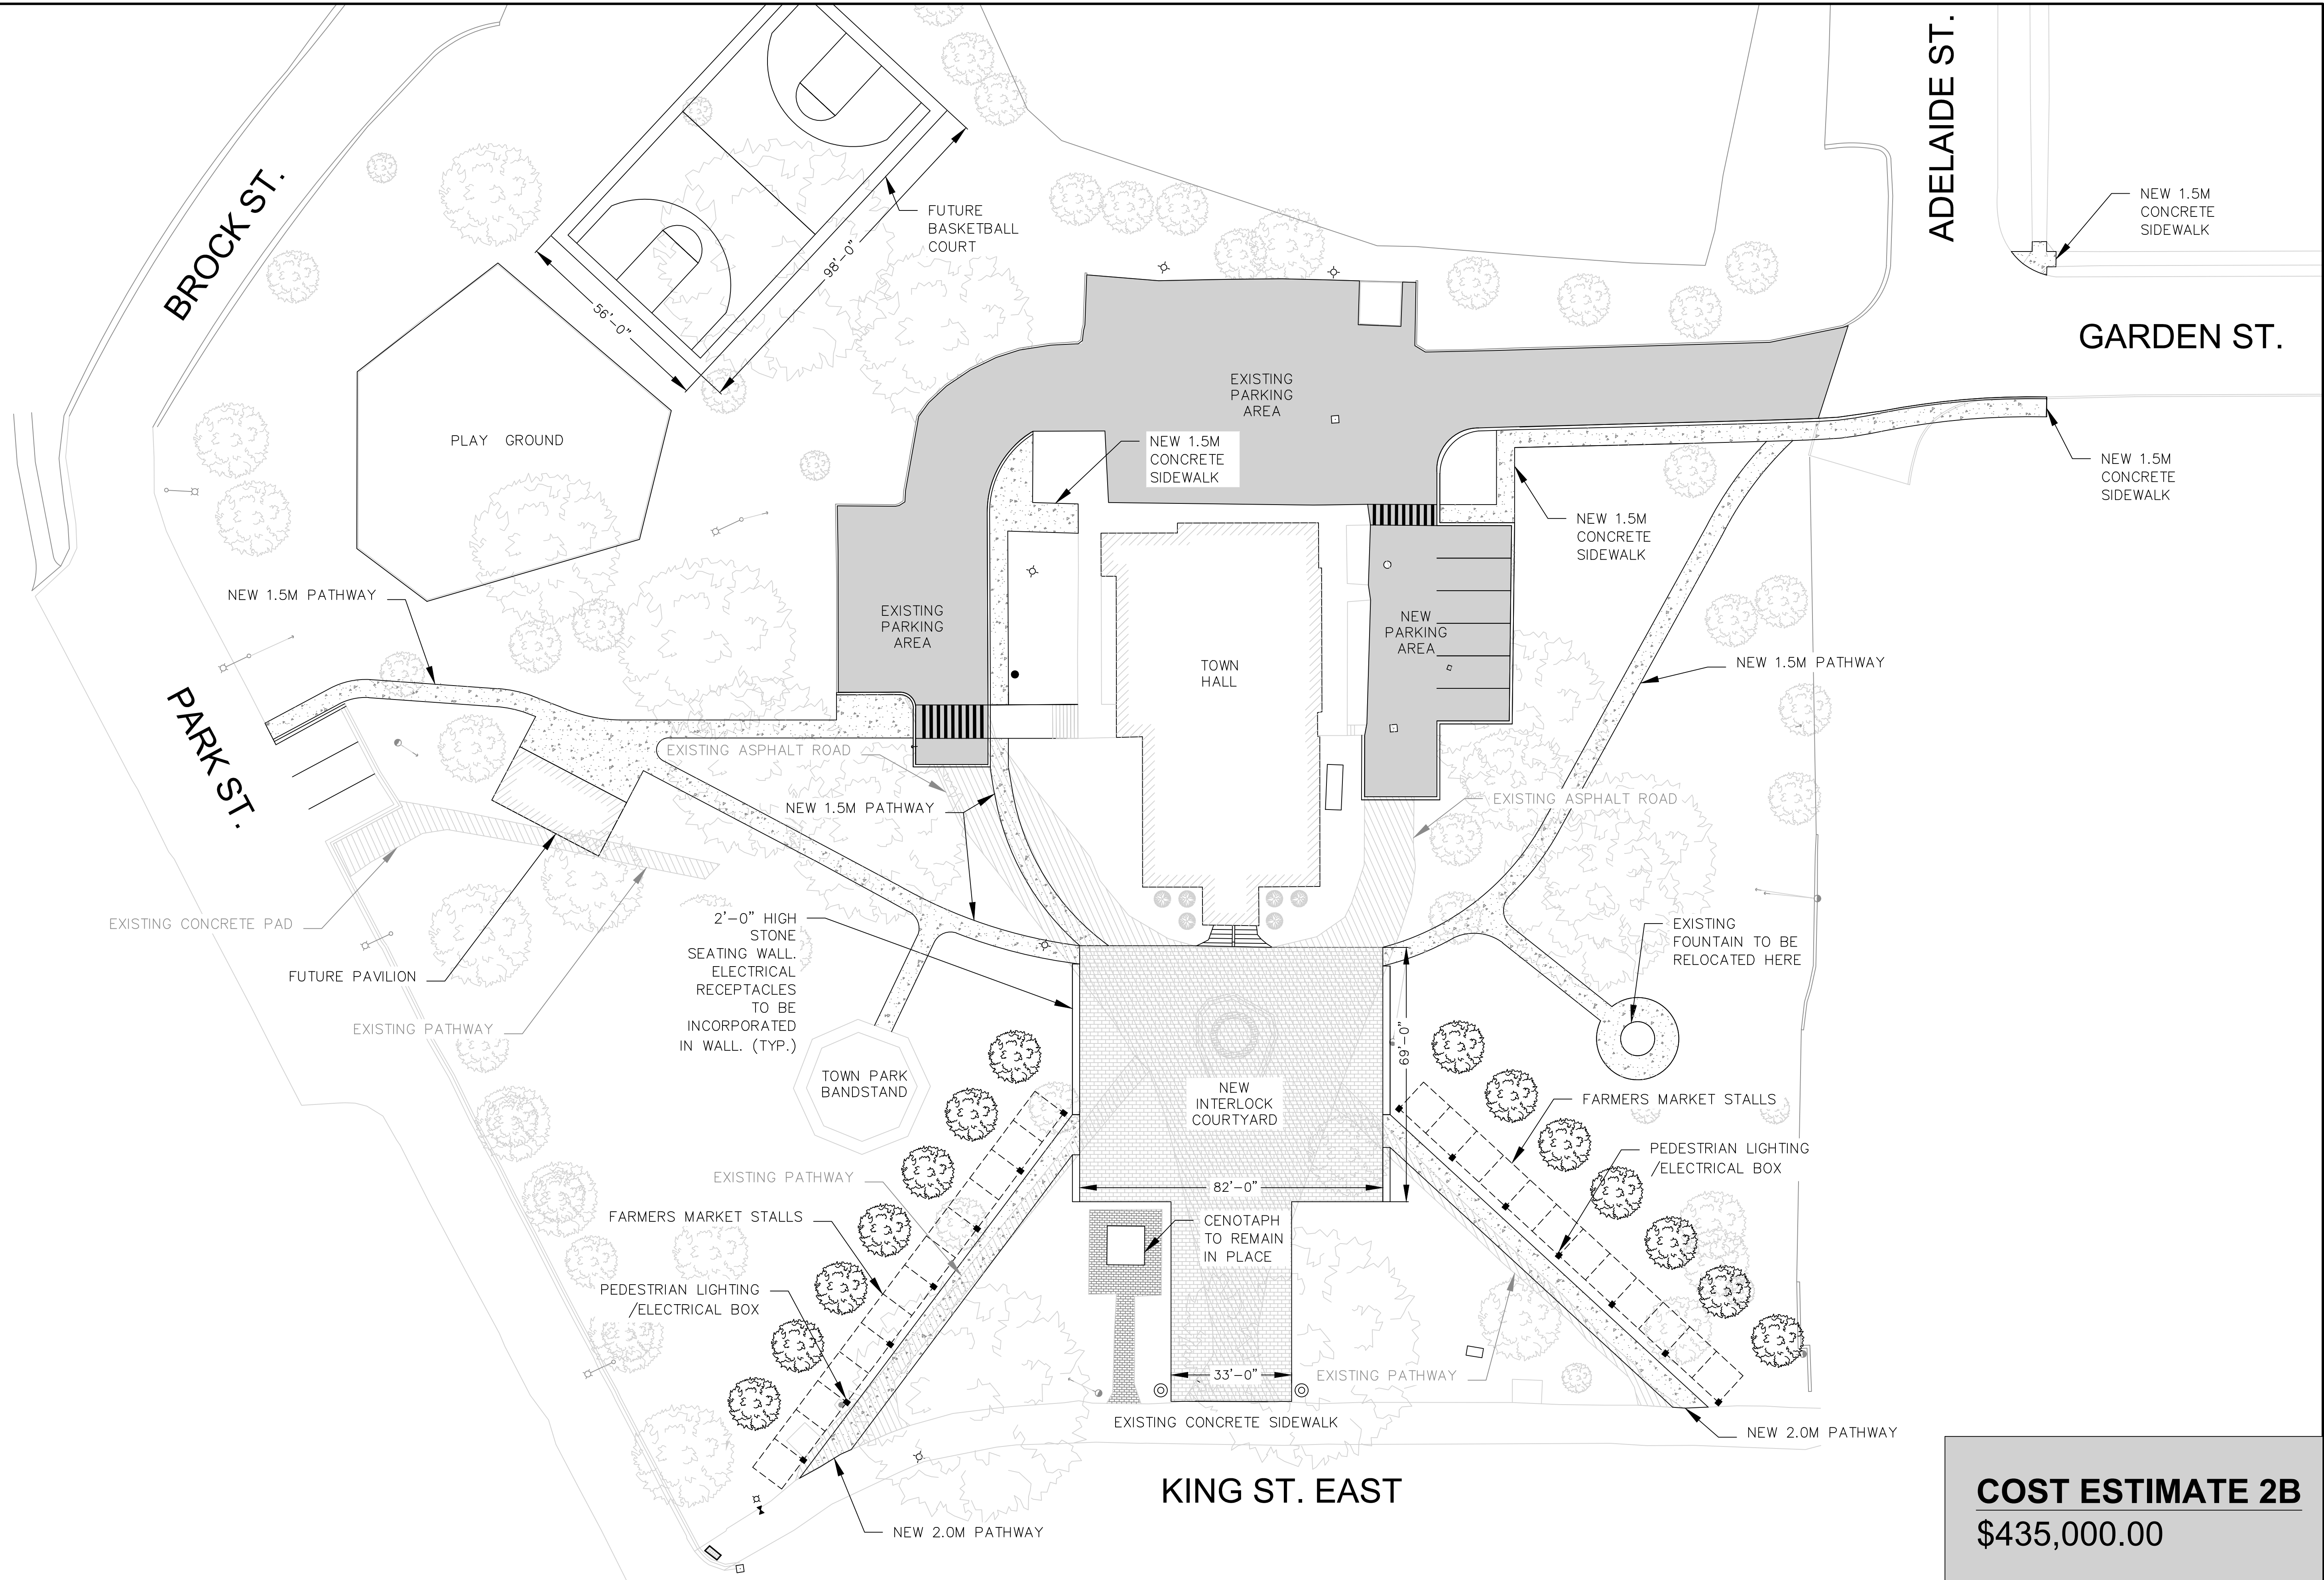 BROCK ST.
ADELAIDE ST.
NEW 1.5M
CONCRETE
SIDEWALK
FUTURE
BASKETBALL
COURT
98'-0"
56'-0"
GARDEN ST.
PLAY GROUND
EXISTING
PARKING
AREA
NEW 1.5M
CONCRETE
SIDEWALK
NEW 1.5M
CONCRETE
SIDEWALK
NEW 1.5M
CONCRETE
SIDEWALK
NEW 1.5M PATHWAY
EXISTING
PARKING
AREA
NEW
PARKING
AREA
TOWN
HALL
NEW 1.5M PATHWAY
PARK ST.
EXISTING ASPHALT ROAD
NEW 1.5M PATHWAY
EXISTING ASPHALT ROAD
EXISTING CONCRETE PAD
FUTURE PAVILION
EXISTING PATHWAY
2'-0" HIGH
STONE
SEATING WALL.
ELECTRICAL
RECEPTACLES
TO BE
INCORPORATED
IN WALL. (TYP.)
EXISTING
FOUNTAIN TO BE
RELOCATED HERE
69'-0"
TOWN PARK
BANDSTAND
NEW
INTERLOCK
COURTYARD
FARMERS MARKET STALLS
PEDESTRIAN LIGHTING
/ELECTRICAL BOX
EXISTING PATHWAY
82'-0"
FARMERS MARKET STALLS
CENOTAPH
TO REMAIN
IN PLACE
PEDESTRIAN LIGHTING
/ELECTRICAL BOX
33'-0"
EXISTING PATHWAY
EXISTING CONCRETE SIDEWALK
NEW 2.0M PATHWAY
KING ST. EAST
NEW 2.0M PATHWAY
COST ESTIMATE 2B
$435,000.00